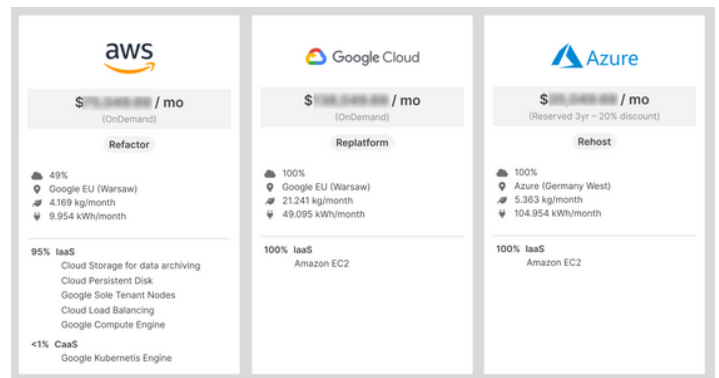 aws
$ / mo
(OnDemand)
Refactor
49%
Google EU (Warsaw)
4.169 kg/month
9.954 kWh/month
95% IaaS
Cloud Storage for data archiving
Cloud Persistent Disk
Google Sole Tenant Nodes
Cloud Load Balancing
Google Compute Engine
<1% CaaS
Google Kubernetis Engine
Google Cloud
$ / mo
(OnDemand)
Replatform
100%
Google EU (Warsaw)
21.241 kg/month
49.095 kWh/month
100% IaaS
Amazon EC2
Azure
$ / mo
(Reserved 3yr – 20% discount)
Rehost
100%
Azure (Germany West)
5.363 kg/month
104.954 kWh/month
100% IaaS
Amazon EC2